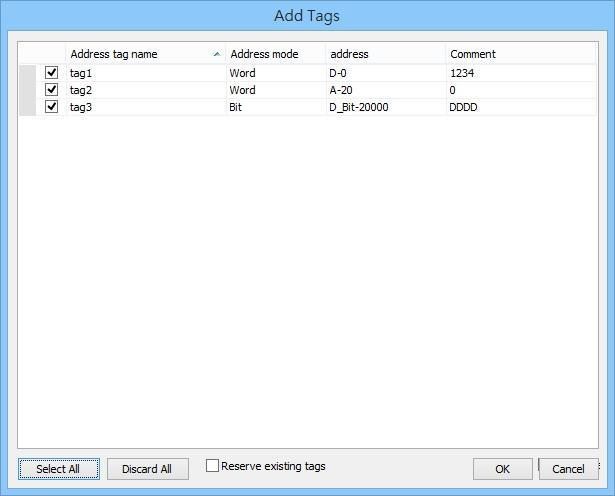 Add Tags
Address tag name Address mode address Comment
tag1 Word D-0 1234
tag2 Word A-20 0
tag3 Bit D_Bit-20000 DDDD
Select All Discard All Reserve existing tags OK Cancel